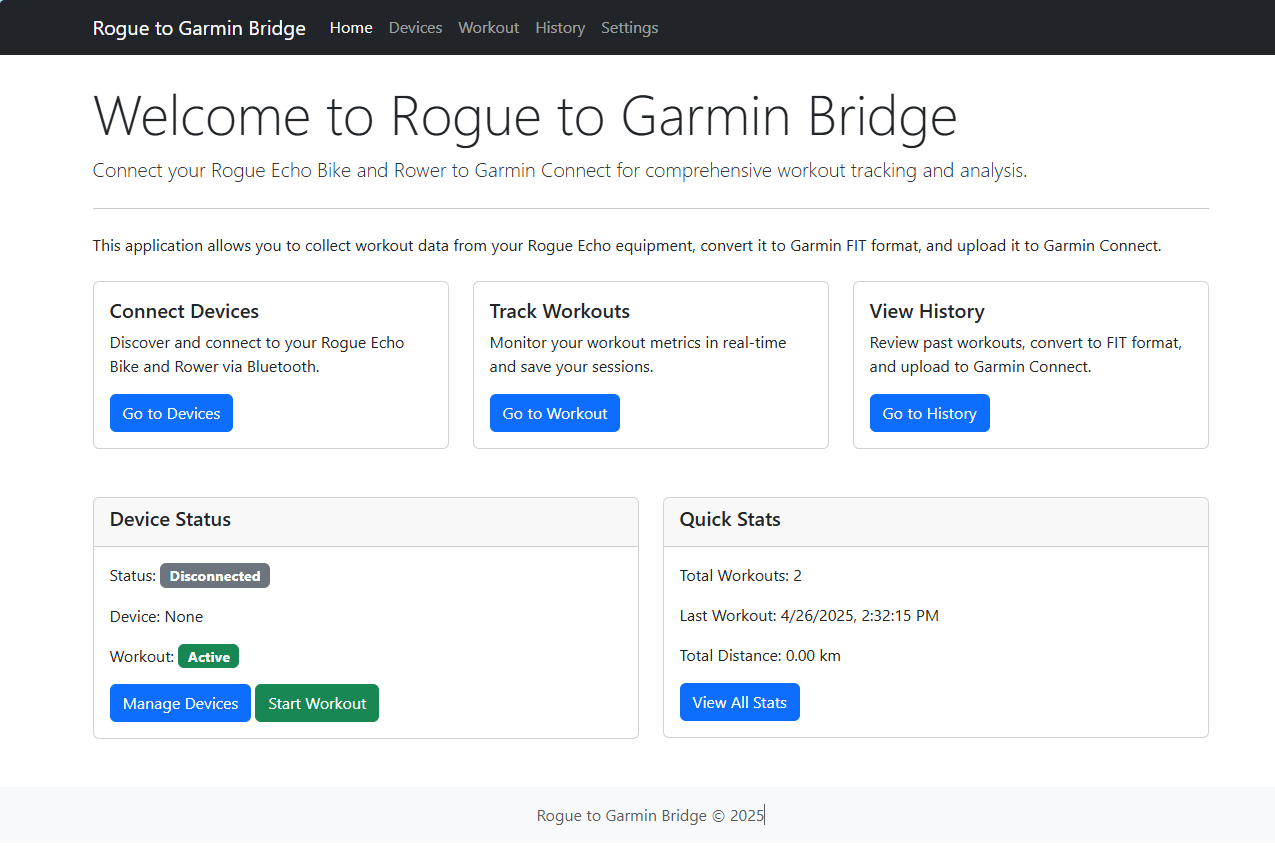 Rogue to Garmin Bridge Home Devices Workout History Settings
Welcome to Rogue to Garmin Bridge
Connect your Rogue Echo Bike and Rower to Garmin Connect for comprehensive workout tracking and analysis.
This application allows you to collect workout data from your Rogue Echo equipment, convert it to Garmin FIT format, and upload it to Garmin Connect.
Connect Devices
Discover and connect to your Rogue Echo
Bike and Rower via Bluetooth.
Go to Devices
Track Workouts
Monitor your workout metrics in real-time
and save your sessions.
Go to Workout
View History
Review past workouts, convert to FIT format,
and upload to Garmin Connect.
Go to History
Device Status
Status: Disconnected
Device: None
Workout: Active
Manage Devices Start Workout
Quick Stats
Total Workouts: 2
Last Workout: 4/26/2025, 2:32:15 PM
Total Distance: 0.00 km
View All Stats
Rogue to Garmin Bridge © 2025